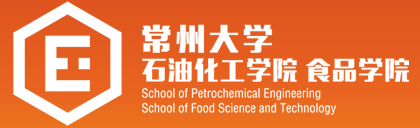 常州大学
石油化工学院 食品学院
School of Petrochemical Engineering
School of Food Science and Technology